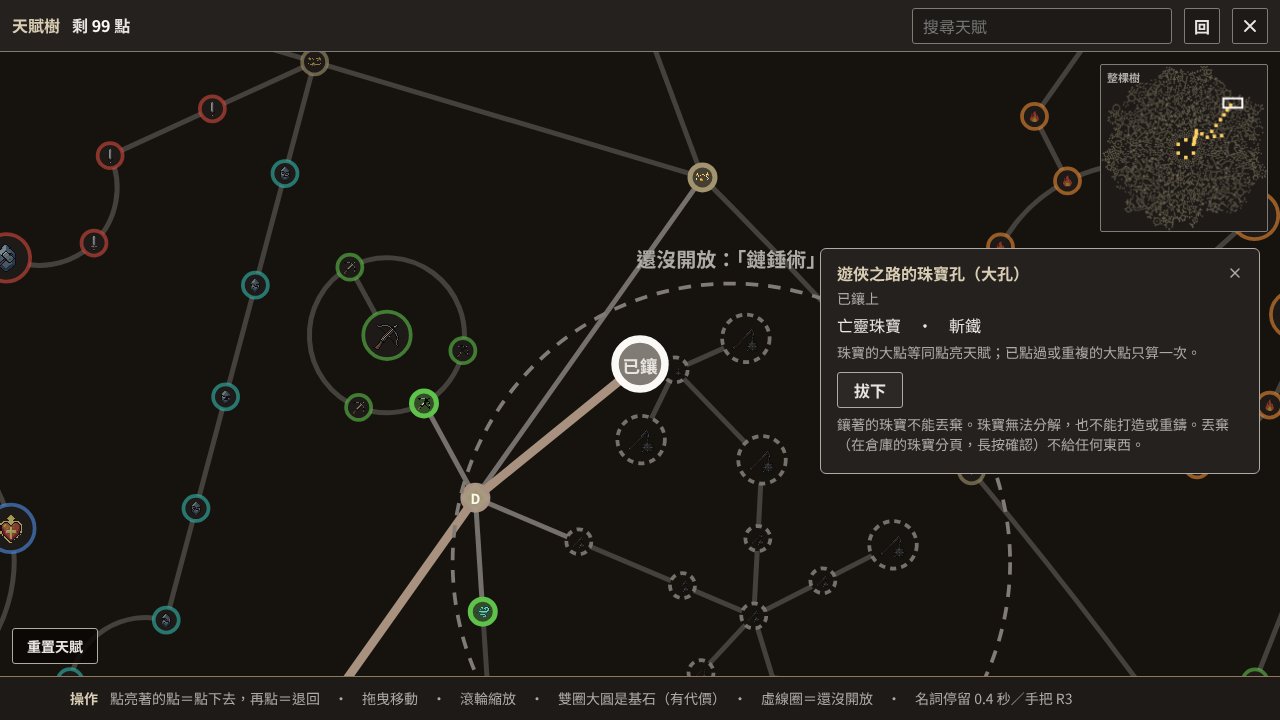 天賦樹 剩 99 點
搜尋天賦
回
整棵樹
還沒開放：「鏈錘術」
遊俠之路的珠寶孔（大孔）
已鑲上
亡靈珠寶 • 斬鐵
珠寶的大點等同點亮天賦；已點過或重複的大點只算一次。
拔下
鑲著的珠寶不能丟棄。珠寶無法分解，也不能打造或重鑄。丟棄
（在倉庫的珠寶分頁，長按確認）不給任何東西。
已鑲
D
重置天賦
操作 點亮著的點＝點下去，再點＝退回 • 拖曳移動 • 滾輪縮放 • 雙圈大圓是基石（有代價） • 虛線圈＝還沒開放 • 名詞停留 0.4 秒／手把 R3